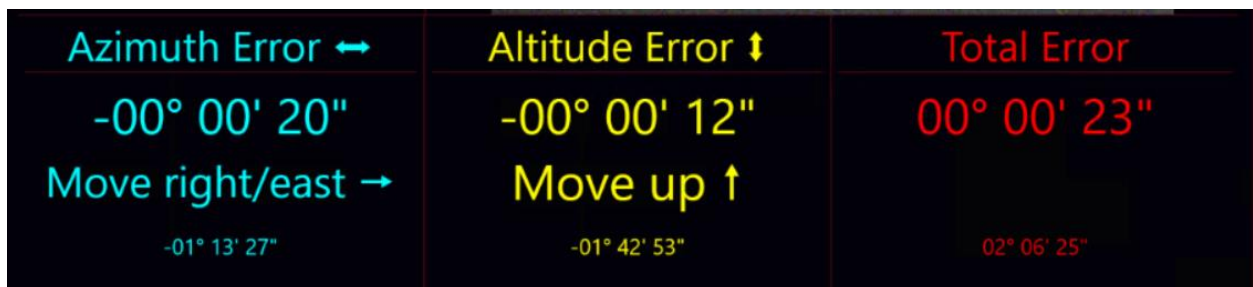 Azimuth Error ↔
-00° 00' 20"
Move right/east →
-01° 13' 27"
Altitude Error ↕
-00° 00' 12"
Move up ↑
-01° 42' 53"
Total Error
00° 00' 23"
02° 06' 25"